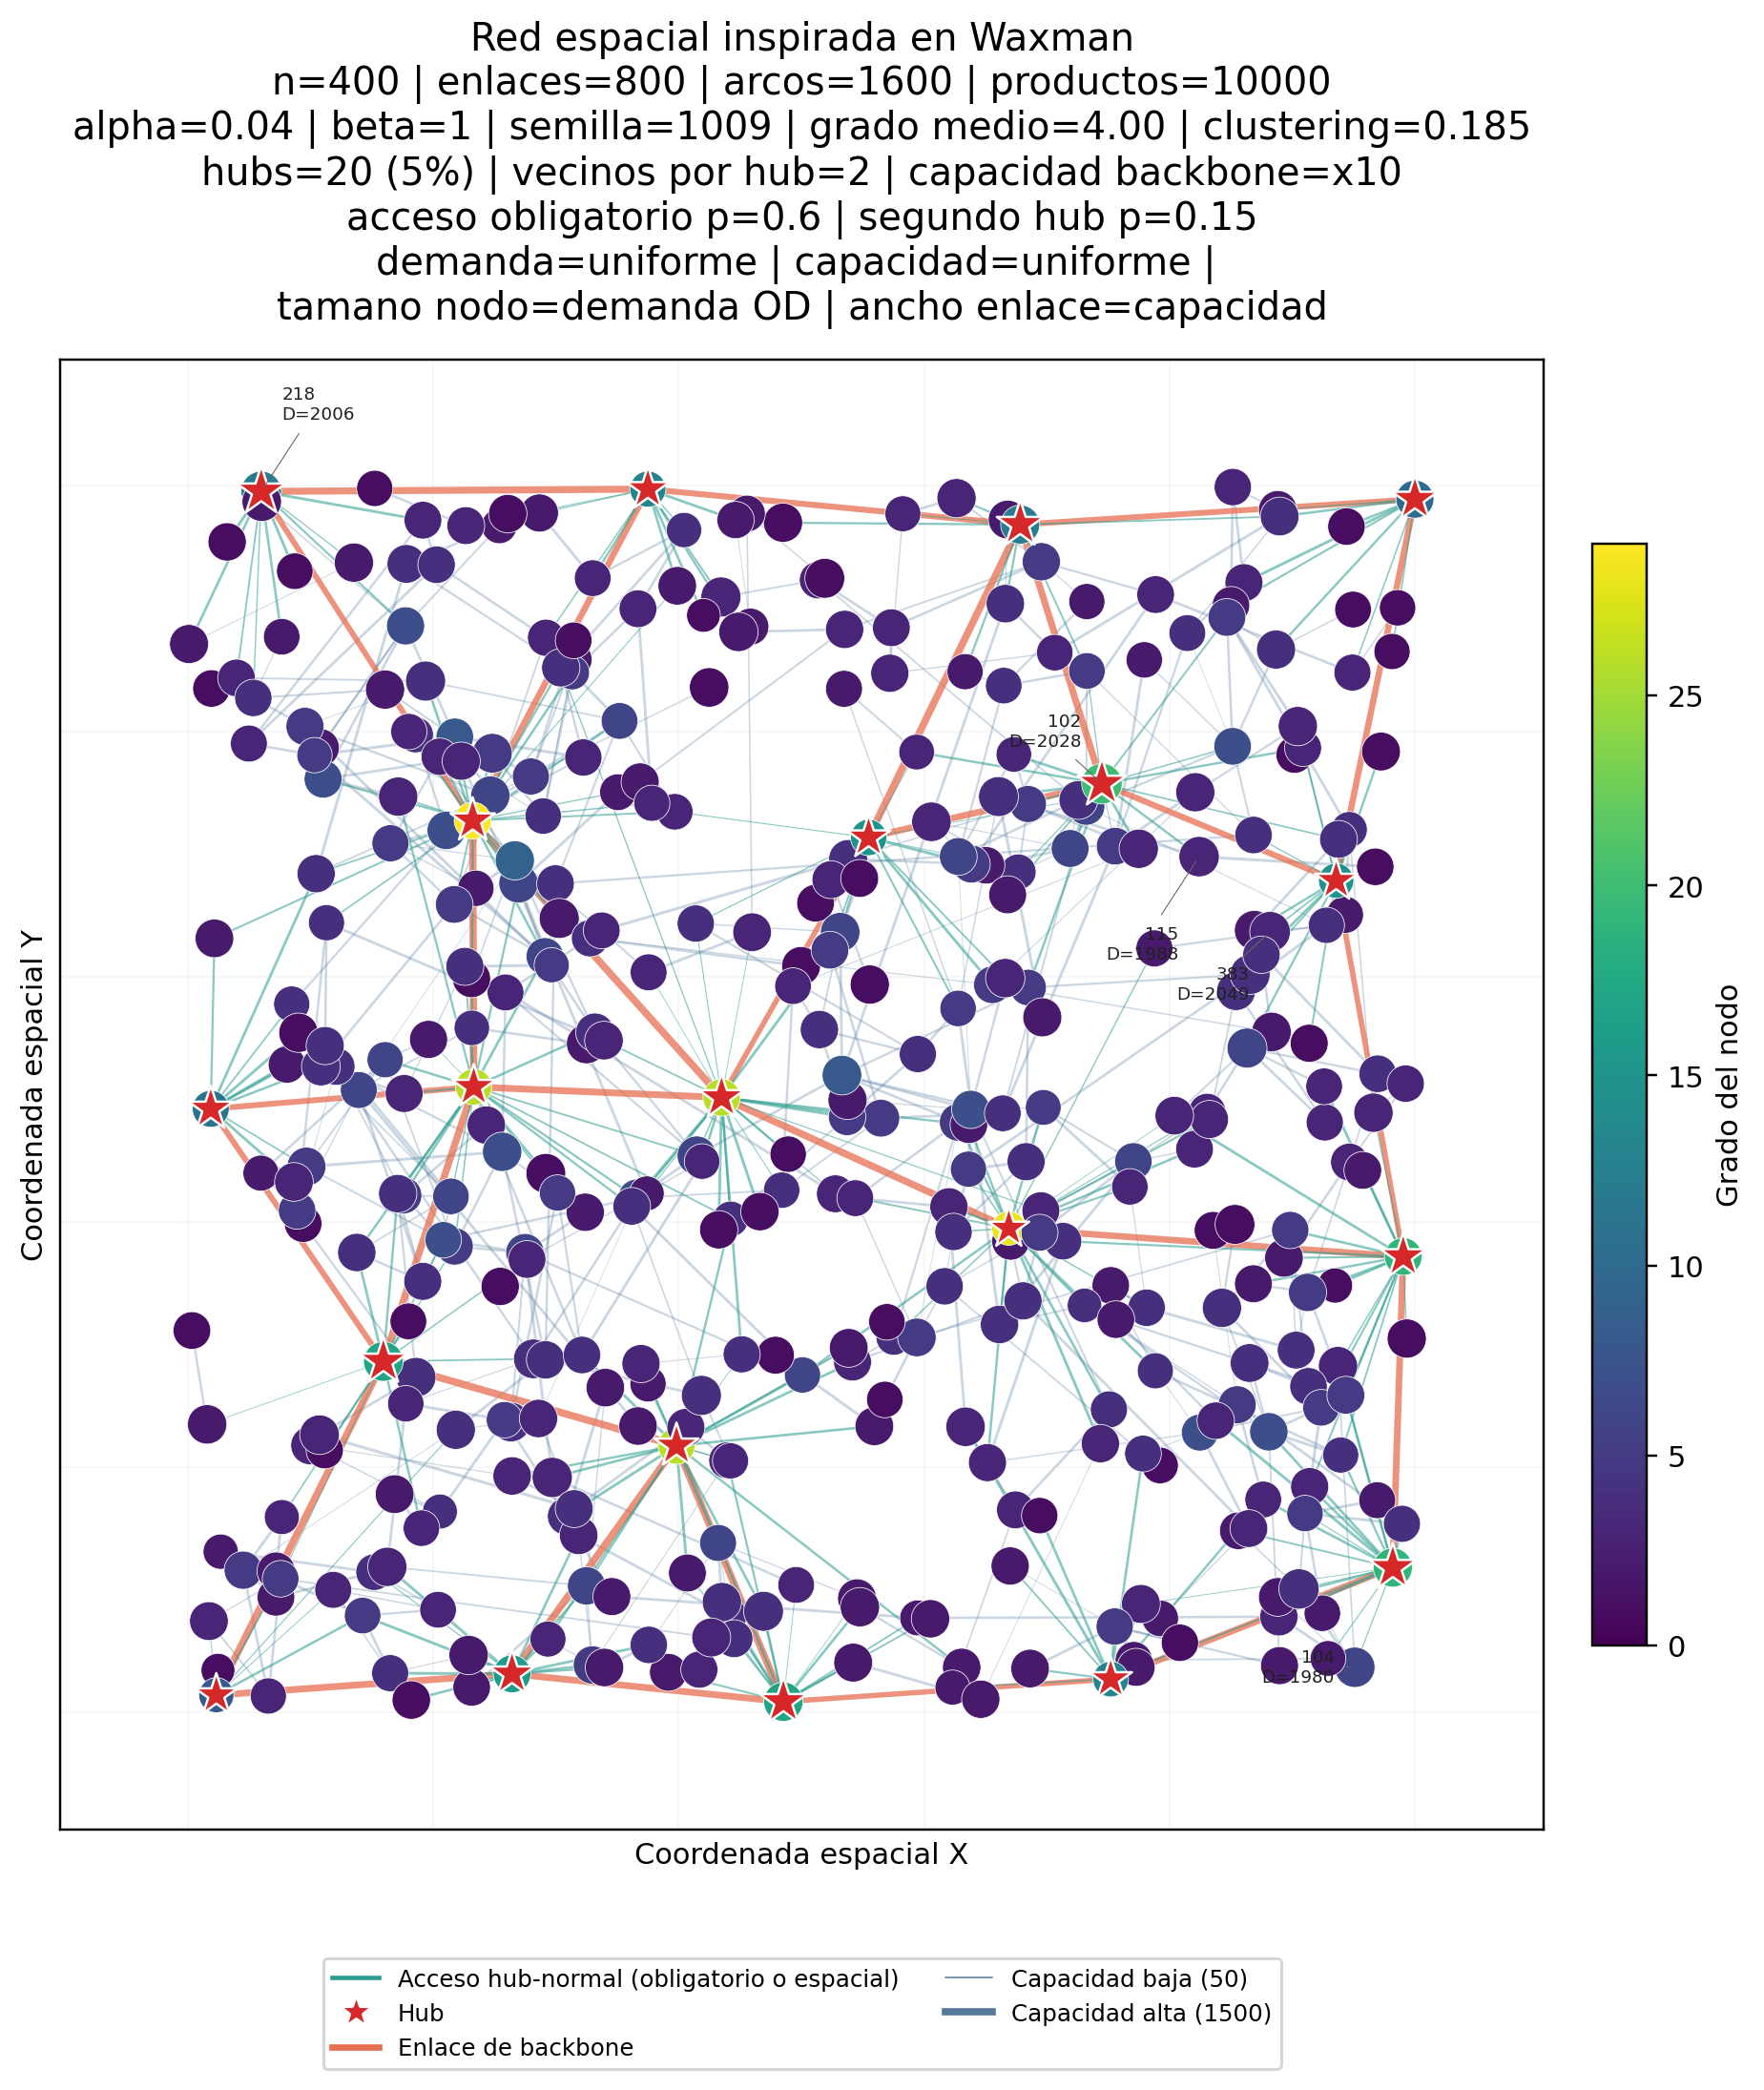 Red espacial inspirada en Waxman
n=400 | enlaces=800 | arcos=1600 | productos=10000
alpha=0.04 | beta=1 | semilla=1009 | grado medio=4.00 | clustering=0.185
hubs=20 (5%) | vecinos por hub=2 | capacidad backbone=x10
acceso obligatorio p=0.6 | segundo hub p=0.15
demanda=uniforme | capacidad=uniforme |
tamano nodo=demanda OD | ancho enlace=capacidad
218
D=2006
102
D=2028
115
D=1988
383
D=2049
104
D=1980
Coordenada espacial Y
Coordenada espacial X
25
20
15
10
5
0
Grado del nodo
Acceso hub-normal (obligatorio o espacial)
Hub
Enlace de backbone
Capacidad baja (50)
Capacidad alta (1500)